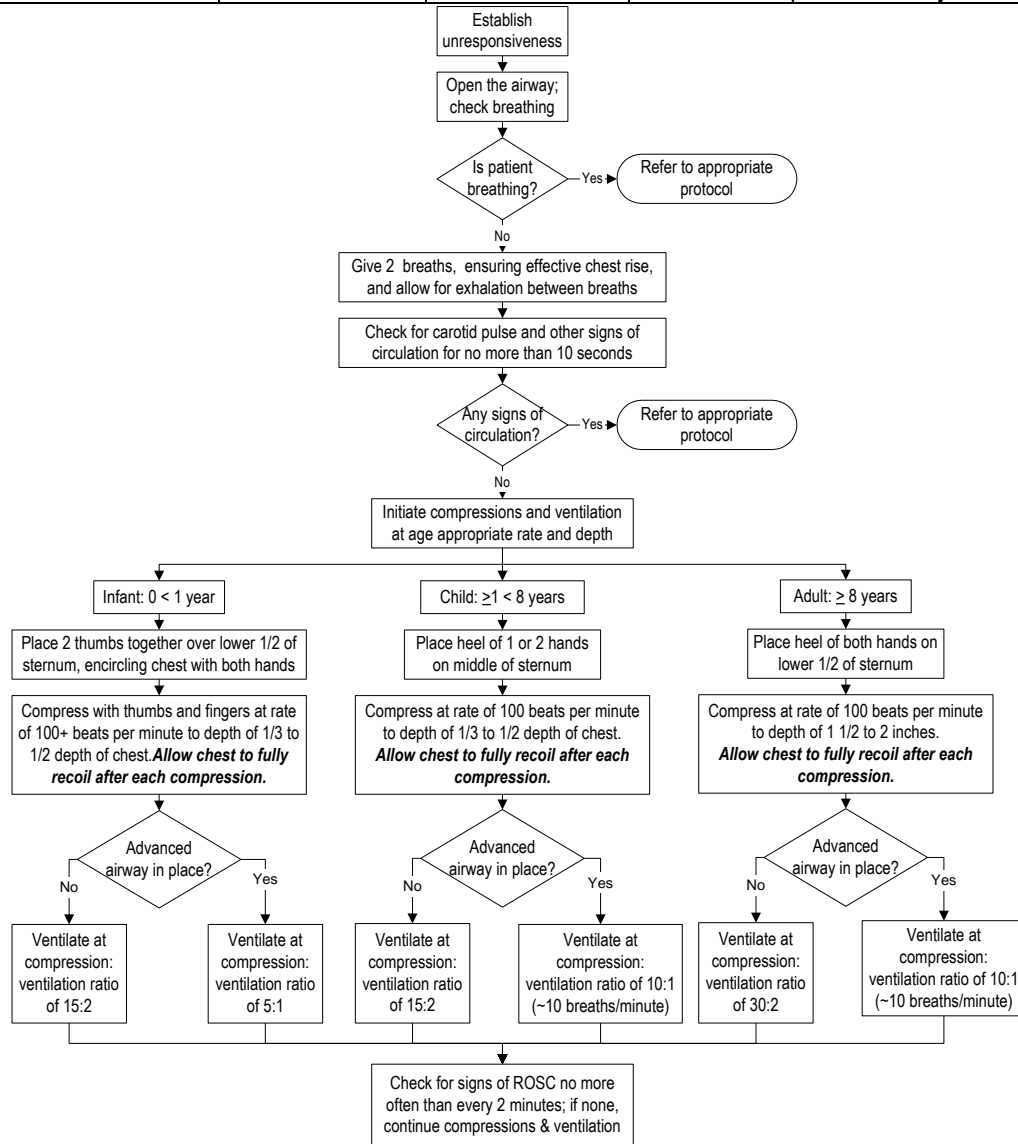 Establish
unresponsiveness
Open the airway;
check breathing
Is patient
breathing?
Yes
Refer to appropriate
protocol
No
Give 2 breaths, ensuring effective chest rise,
and allow for exhalation between breaths
Check for carotid pulse and other signs of
circulation for no more than 10 seconds
Any signs of
circulation?
Yes
Refer to appropriate
protocol
No
Initiate compressions and ventilation
at age appropriate rate and depth
Infant: 0 < 1 year
Place 2 thumbs together over lower 1/2 of
sternum, encircling chest with both hands
Compress with thumbs and fingers at rate
of 100+ beats per minute to depth of 1/3 to
1/2 depth of chest.Allow chest to fully
recoil after each compression.
Advanced
airway in place?
No
Yes
Ventilate at
compression:
ventilation ratio
of 15:2
Ventilate at
compression:
ventilation ratio
of 5:1
Child: ≥1 < 8 years
Place heel of 1 or 2 hands
on middle of sternum
Compress at rate of 100 beats per minute
to depth of 1/3 to 1/2 depth of chest.
Allow chest to fully recoil after each
compression.
Advanced
airway in place?
No
Yes
Ventilate at
compression:
ventilation ratio
of 15:2
Ventilate at
compression:
ventilation ratio of 10:1
(~10 breaths/minute)
Adult: ≥ 8 years
Place heel of both hands on
lower 1/2 of sternum
Compress at rate of 100 beats per minute
to depth of 1 1/2 to 2 inches.
Allow chest to fully recoil after each
compression.
Advanced
airway in place?
No
Yes
Ventilate at
compression:
ventilation ratio
of 30:2
Ventilate at
compression:
ventilation ratio of 10:1
(~10 breaths/minute)
Check for signs of ROSC no more
often than every 2 minutes; if none,
continue compressions & ventilation